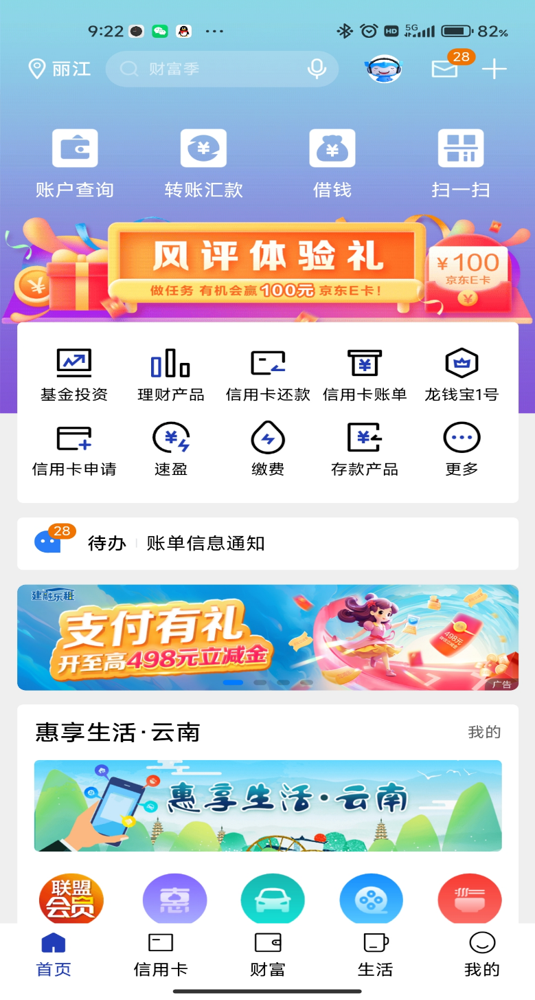 9:22 ... HD 5G 82%
丽江 财富季 28
账户查询 转账汇款 借钱 扫一扫
风评体验礼
做任务 有机会赢100元京东E卡!
¥100
京东E卡
基金投资 理财产品 信用卡还款 信用卡账单 龙钱宝1号
信用卡申请 速盈 缴费 存款产品 更多
28
待办 账单信息通知
建融乐租
支付有礼
开至高498元立减金
498元
广告
惠享生活·云南 我的
惠享生活·云南
联盟
会员
惠
首页 信用卡 财富 生活 我的